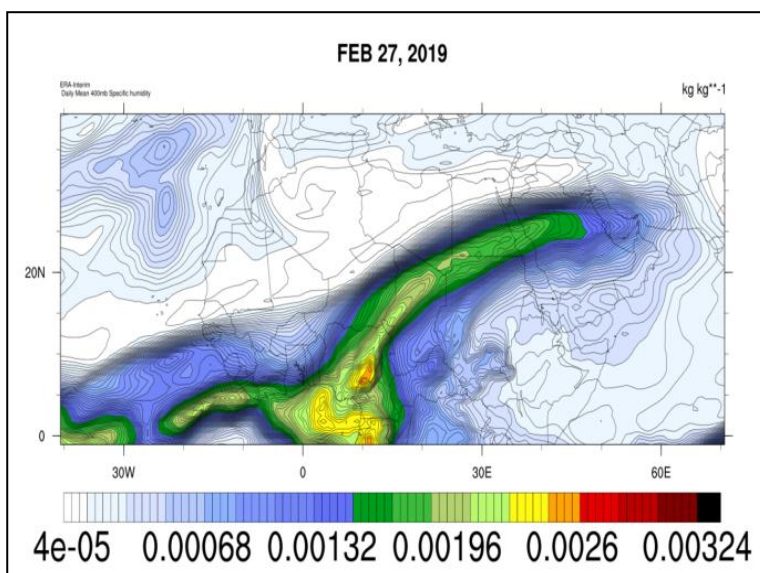 FEB 27, 2019
ERA-Interim
Daily Mean 400mb Specific humidity
kg kg**-1
20N
0
30W
0
30E
60E
4e-05
0.00068
0.00132
0.00196
0.0026
0.00324